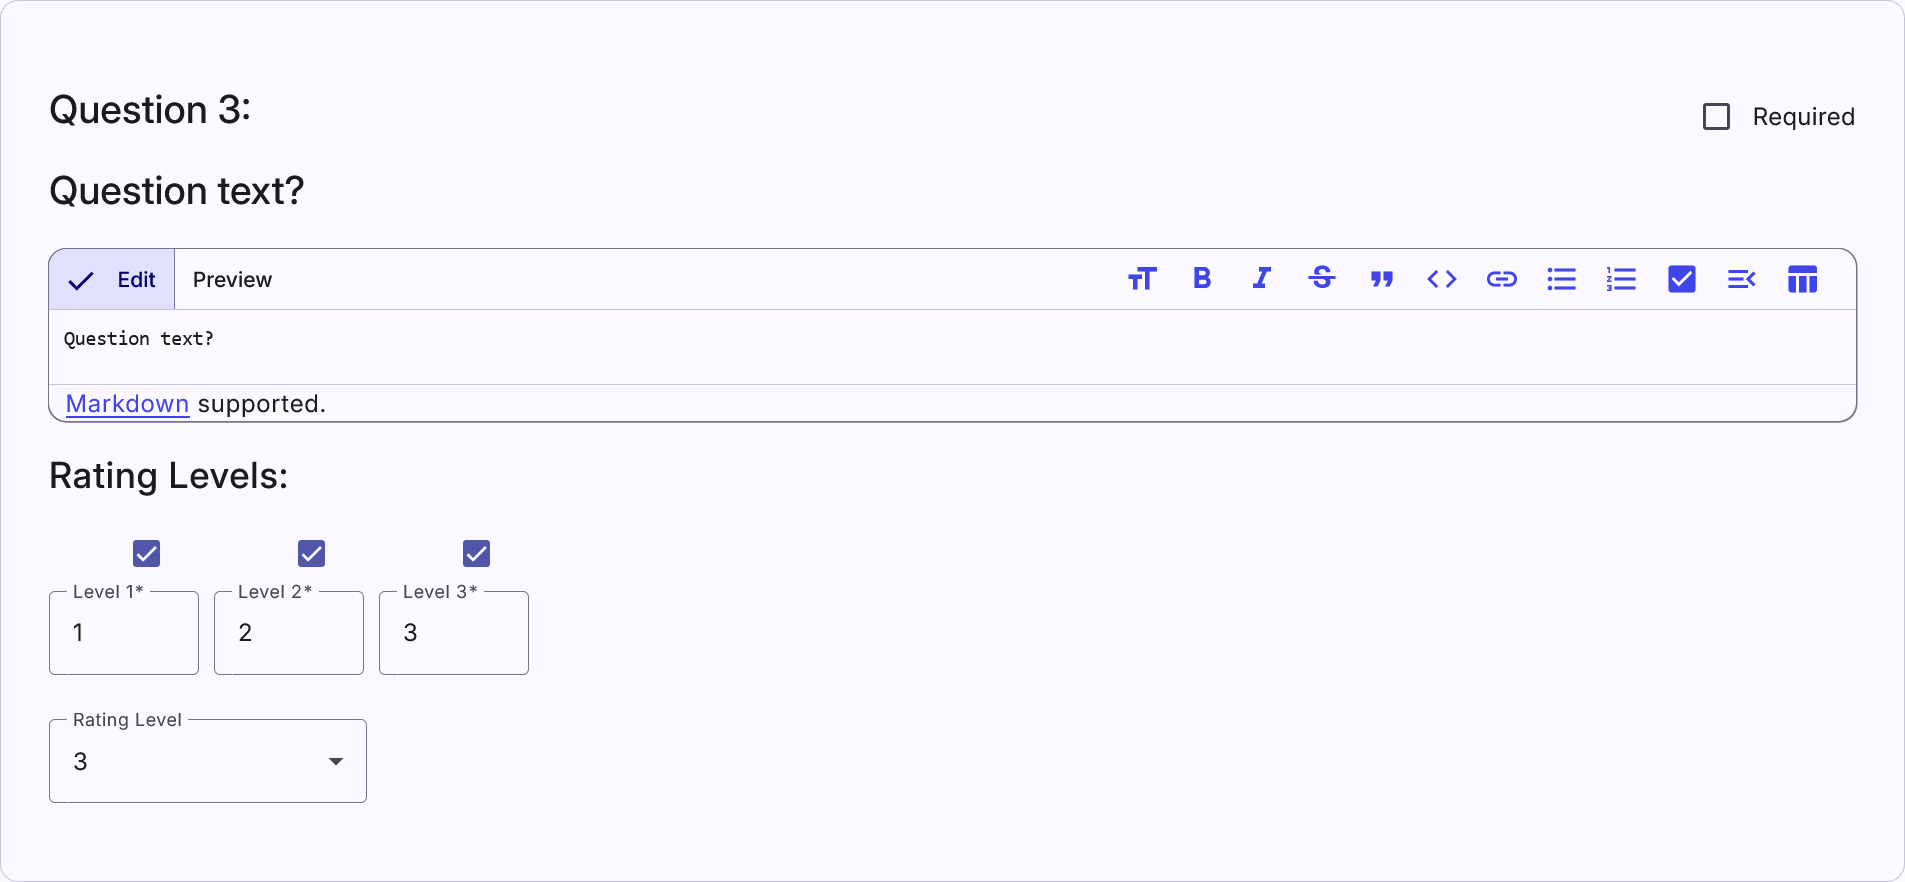 Question 3:
Required
Question text?
Edit
Preview
Question text?
Markdown supported.
Rating Levels:
Level 1*
1
Level 2*
2
Level 3*
3
Rating Level
3